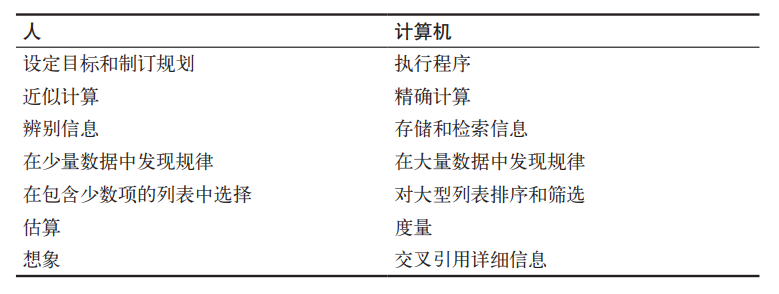 人 计算机
设定目标和制订规划 执行程序
近似计算 精确计算
辨别信息 存储和检索信息
在少量数据中发现规律 在大量数据中发现规律
在包含少数项的列表中选择 对大型列表排序和筛选
估算 度量
想象 交叉引用详细信息